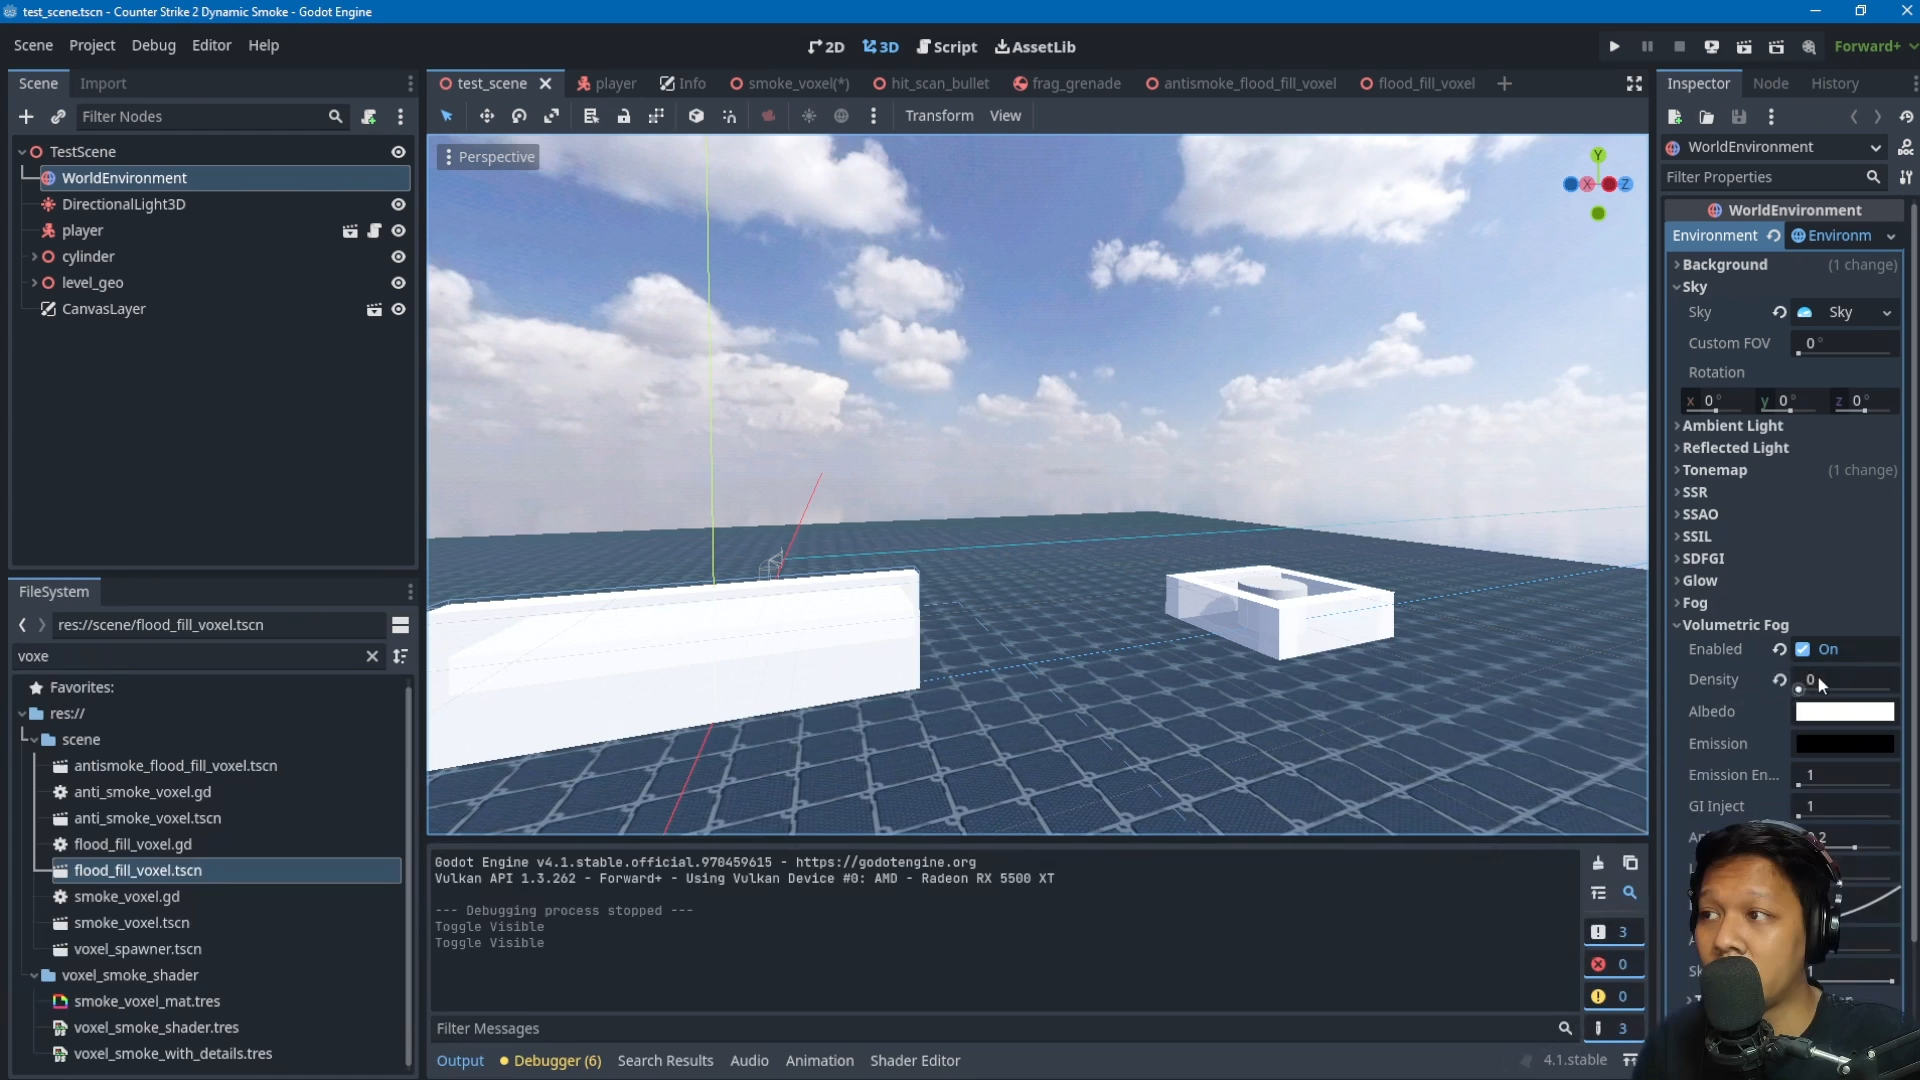 test_scene.tscn - Counter Strike 2 Dynamic Smoke - Godot Engine
Scene Project Debug Editor Help
2D 3D Script AssetLib
Forward+
Scene Import
Filter Nodes
TestScene
WorldEnvironment
DirectionalLight3D
player
cylinder
level_geo
CanvasLayer
FileSystem
res://scene/flood_fill_voxel.tscn
voxe
Favorites:
res://
scene
antismoke_flood_fill_voxel.tscn
anti_smoke_voxel.gd
anti_smoke_voxel.tscn
flood_fill_voxel.gd
flood_fill_voxel.tscn
smoke_voxel.gd
smoke_voxel.tscn
voxel_spawner.tscn
voxel_smoke_shader
smoke_voxel_mat.tres
voxel_smoke_shader.tres
voxel_smoke_with_details.tres
test_scene player Info smoke_voxel(*) hit_scan_bullet frag_grenade antismoke_flood_fill_voxel flood_fill_voxel
Transform View
Perspective
Y
X Z
Godot Engine v4.1.stable.official.970459615 - https://godotengine.org
Vulkan API 1.3.262 - Forward+ - Using Vulkan Device #0: AMD - Radeon RX 5500 XT
--- Debugging process stopped ---
Toggle Visible
Toggle Visible
3
0
0
3
Filter Messages
Output Debugger (6) Search Results Audio Animation Shader Editor
4.1.stable
Inspector Node History
WorldEnvironment
DOC
Filter Properties
WorldEnvironment
Environment Environm
Background (1 change)
Sky
Sky Sky
Custom FOV 0 °
Rotation
x 0 ° y 0 ° z 0 °
Ambient Light
Reflected Light
Tonemap (1 change)
SSR
SSAO
SSIL
SDFGI
Glow
Fog
Volumetric Fog
Enabled On
Density 0
Albedo
Emission
Emission En... 1
GI Inject 1